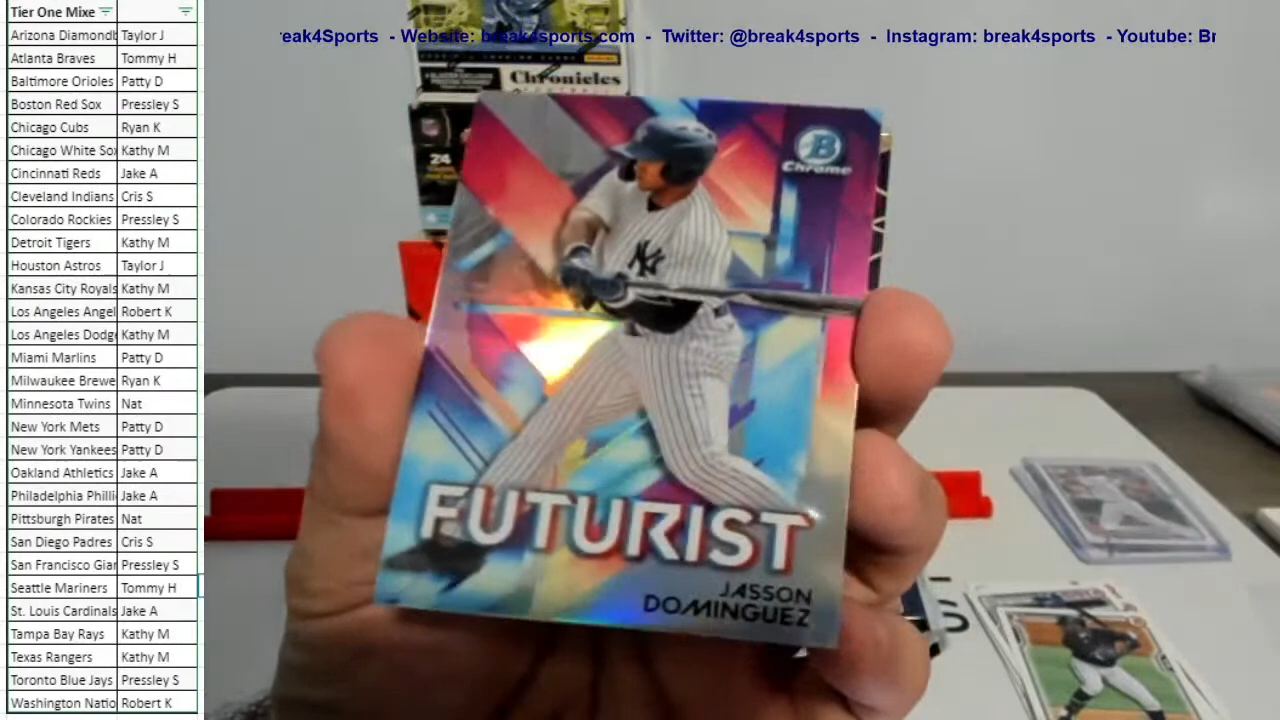 Tier One Mixe
Arizona Diamondb Taylor J
Atlanta Braves Tommy H
Baltimore Orioles Patty D
Boston Red Sox Pressley S
Chicago Cubs Ryan K
Chicago White Sox Kathy M
Cincinnati Reds Jake A
Cleveland Indians Cris S
Colorado Rockies Pressley S
Detroit Tigers Kathy M
Houston Astros Taylor J
Kansas City Royals Kathy M
Los Angeles Angel Robert K
Los Angeles Dodg Kathy M
Miami Marlins Patty D
Milwaukee Brewe Ryan K
Minnesota Twins Nat
New York Mets Patty D
New York Yankees Patty D
Oakland Athletics Jake A
Philadelphia Philli Jake A
Pittsburgh Pirates Nat
San Diego Padres Cris S
San Francisco Gian Pressley S
Seattle Mariners Tommy H
St. Louis Cardinals Jake A
Tampa Bay Rays Kathy M
Texas Rangers Kathy M
Toronto Blue Jays Pressley S
Washington Natio Robert K
eak4Sports - Website: break4sports.com - Twitter: @break4sports - Instagram: break4sports - Youtube: Br
Chronicles
24
B
Chrome
NY
FUTURIST
JASSON
DOMINGUEZ